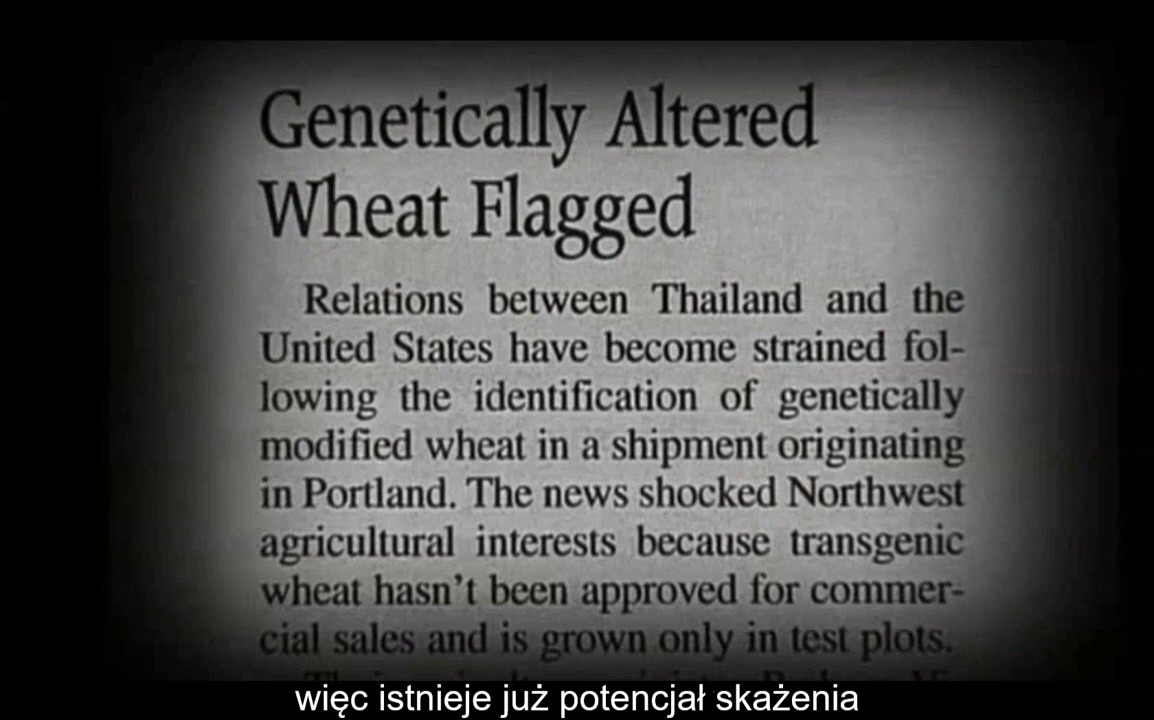 Genetically Altered
Wheat Flagged
Relations between Thailand and the
United States have become strained fol-
lowing the identification of genetically
modified wheat in a shipment originating
in Portland. The news shocked Northwest
agricultural interests because transgenic
wheat hasn't been approved for commer-
cial sales and is grown only in test plots.
więc istnieje już potencjał skażenia